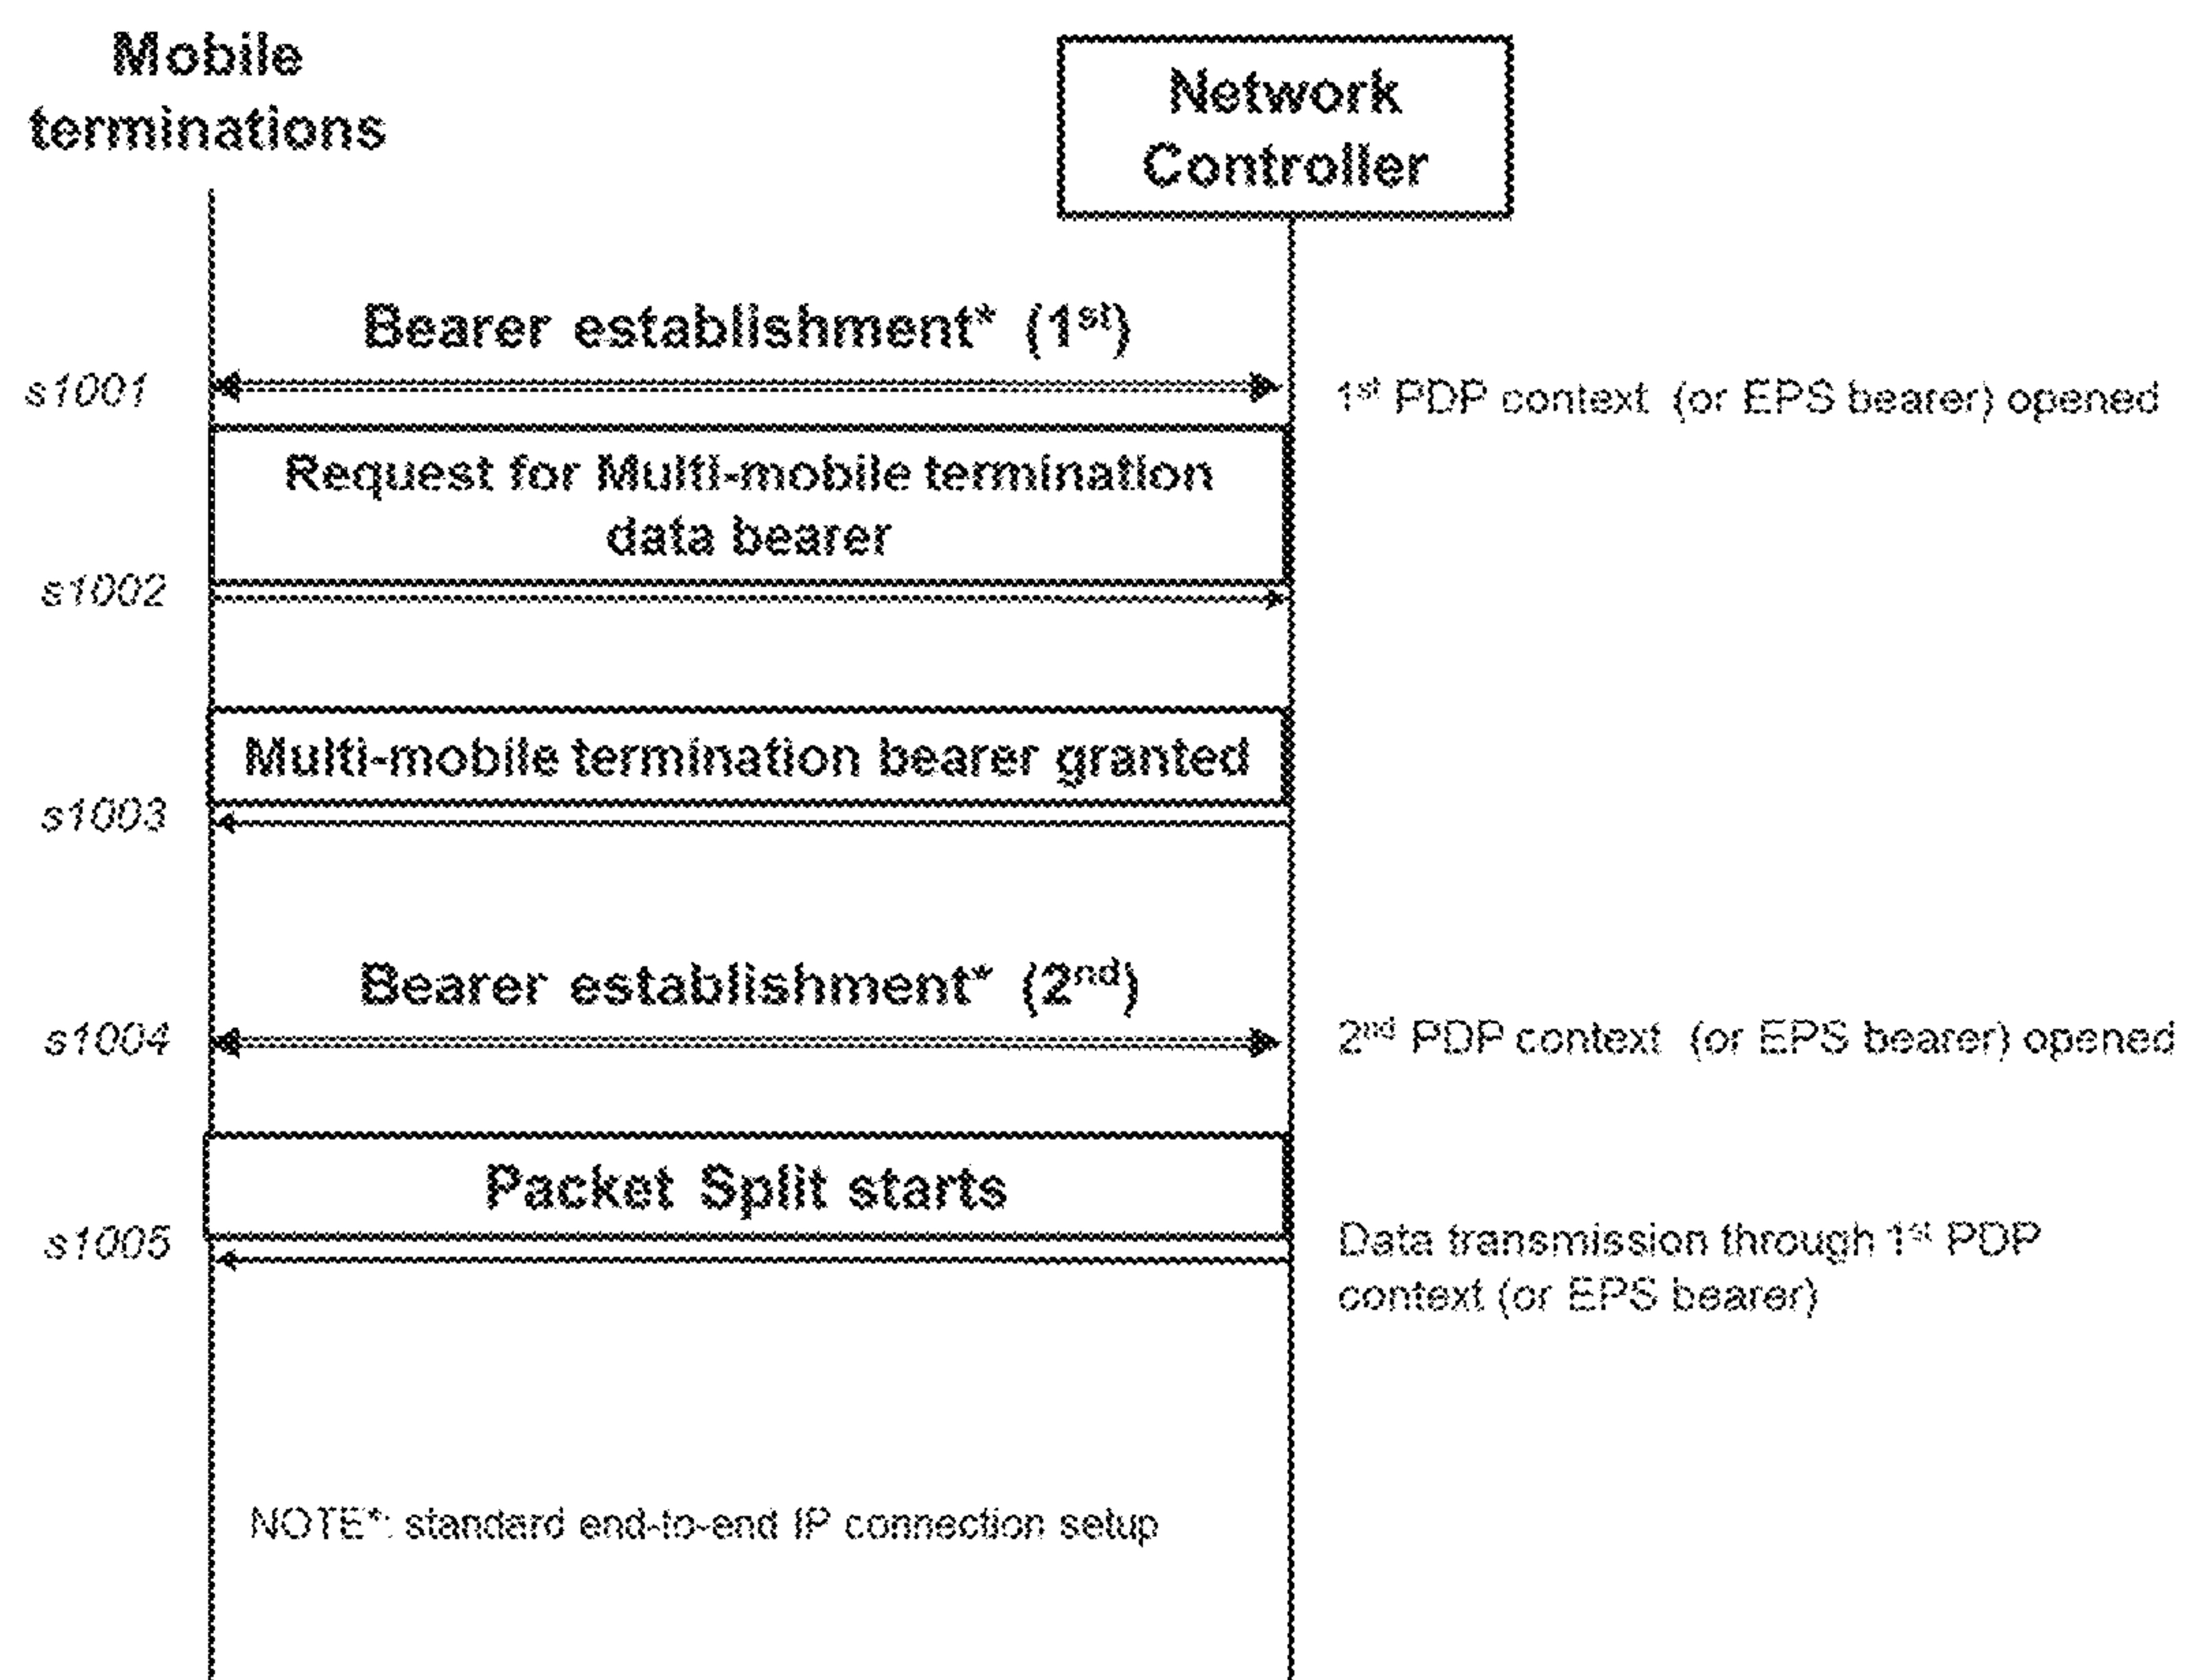 Mobile
terminations
Network
Controller
Bearer establishment* (1st)
s1001
1st PDP context (or EPS bearer) opened
Request for Multi-mobile termination
data bearer
s1002
Multi-mobile termination bearer granted
s1003
Bearer establishment* (2nd)
s1004
2nd PDP context (or EPS bearer) opened
Packet Split starts
s1005
Data transmission through 1st PDP
context (or EPS bearer)
NOTE*: standard end-to-end IP connection setup